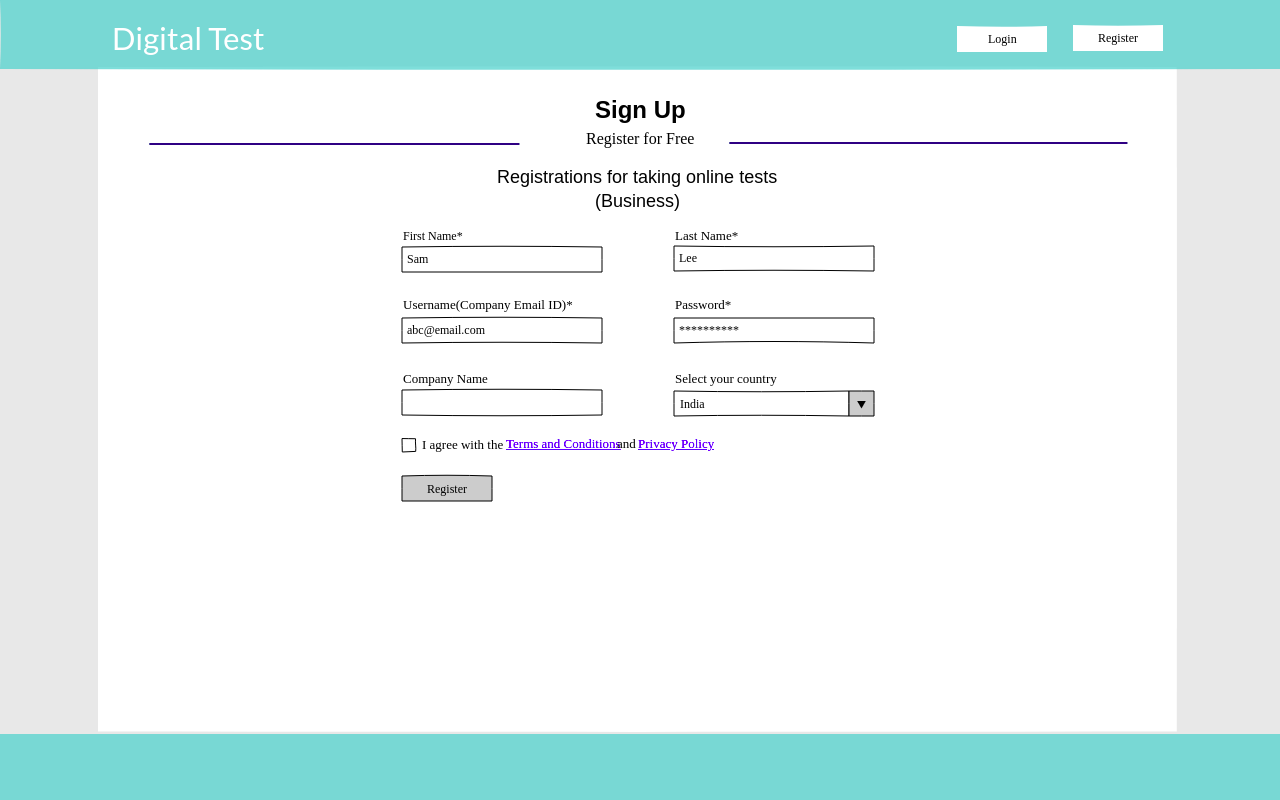 Digital Test
Login
Register
Sign Up
Register for Free
Registrations for taking online tests
(Business)
First Name*
Last Name*
Sam
Lee
Username(Company Email ID)*
Password*
abc@email.com
**********
Company Name
Select your country
India
I agree with the Terms and Conditions and Privacy Policy
Register